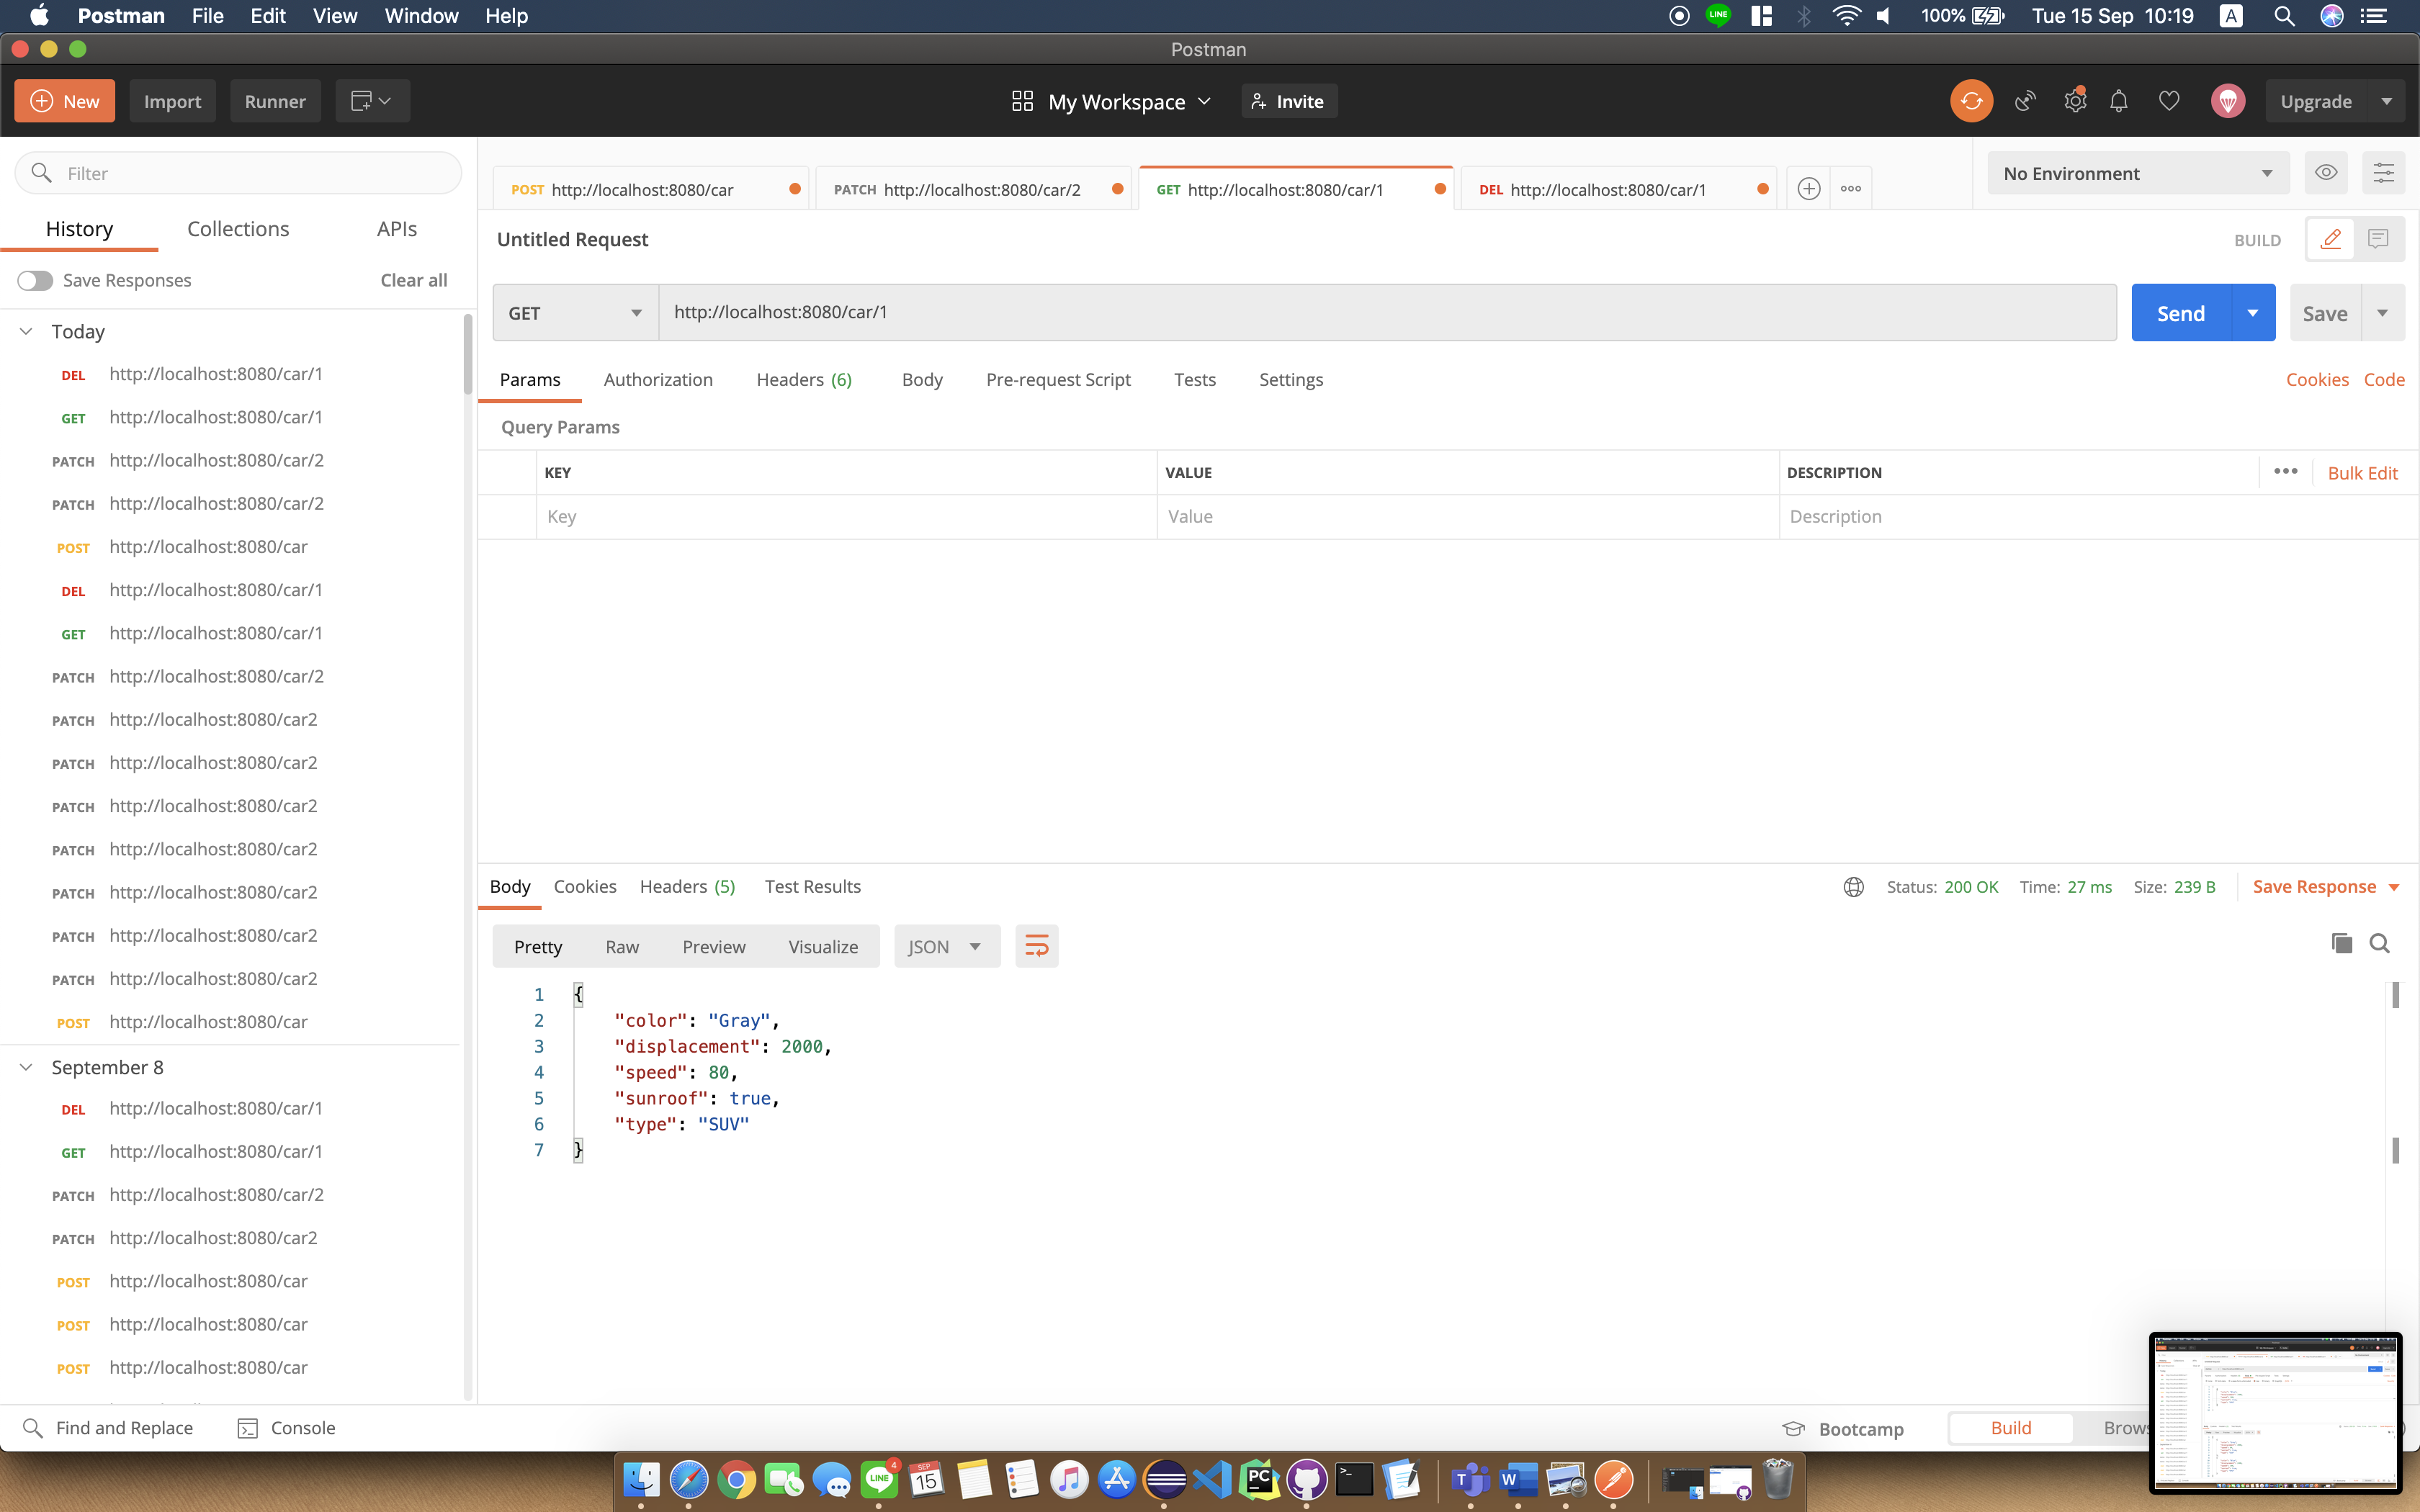 Postman File Edit View Window Help LINE 100% Tue 15 Sep 10:19 A
Postman
New Import Runner My Workspace Invite Upgrade
Filter
POST http://localhost:8080/car PATCH http://localhost:8080/car/2 GET http://localhost:8080/car/1 DEL http://localhost:8080/car/1 No Environment
History Collections APIs
Untitled Request BUILD
Save Responses Clear all
GET http://localhost:8080/car/1 Send Save
Params Authorization Headers (6) Body Pre-request Script Tests Settings Cookies Code
Query Params
KEY VALUE DESCRIPTION Bulk Edit
Key Value Description
Today
DEL http://localhost:8080/car/1
GET http://localhost:8080/car/1
PATCH http://localhost:8080/car/2
PATCH http://localhost:8080/car/2
POST http://localhost:8080/car
DEL http://localhost:8080/car/1
GET http://localhost:8080/car/1
PATCH http://localhost:8080/car/2
PATCH http://localhost:8080/car2
PATCH http://localhost:8080/car2
PATCH http://localhost:8080/car2
PATCH http://localhost:8080/car2
PATCH http://localhost:8080/car2
PATCH http://localhost:8080/car2
PATCH http://localhost:8080/car2
POST http://localhost:8080/car
September 8
DEL http://localhost:8080/car/1
GET http://localhost:8080/car/1
PATCH http://localhost:8080/car/2
PATCH http://localhost:8080/car2
POST http://localhost:8080/car
POST http://localhost:8080/car
POST http://localhost:8080/car
Body Cookies Headers (5) Test Results Status: 200 OK Time: 27 ms Size: 239 B Save Response
Pretty Raw Preview Visualize JSON
1 {
2 "color": "Gray",
3 "displacement": 2000,
4 "speed": 80,
5 "sunroof": true,
6 "type": "SUV"
7 }
Find and Replace Console Bootcamp Build Brows
LINE 4 SEP 15 PC T W